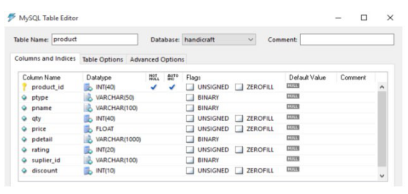 MySQL Table Editor
Table Name: product Database: handicraft Comment:
Columns and Indices Table Options Advanced Options
Column Name Datatype NOT NULL AUTO INC Flags Default Value Comment
product_id INT(40) UNSIGNED ZEROFILL NULL
ptype VARCHAR(50) BINARY NULL
pname VARCHAR(100) BINARY NULL
qty INT(40) UNSIGNED ZEROFILL NULL
price FLOAT UNSIGNED ZEROFILL NULL
pdetail VARCHAR(1000) BINARY NULL
rating INT(20) UNSIGNED ZEROFILL NULL
suplier_id VARCHAR(100) BINARY NULL
discount INT(10) UNSIGNED ZEROFILL NULL